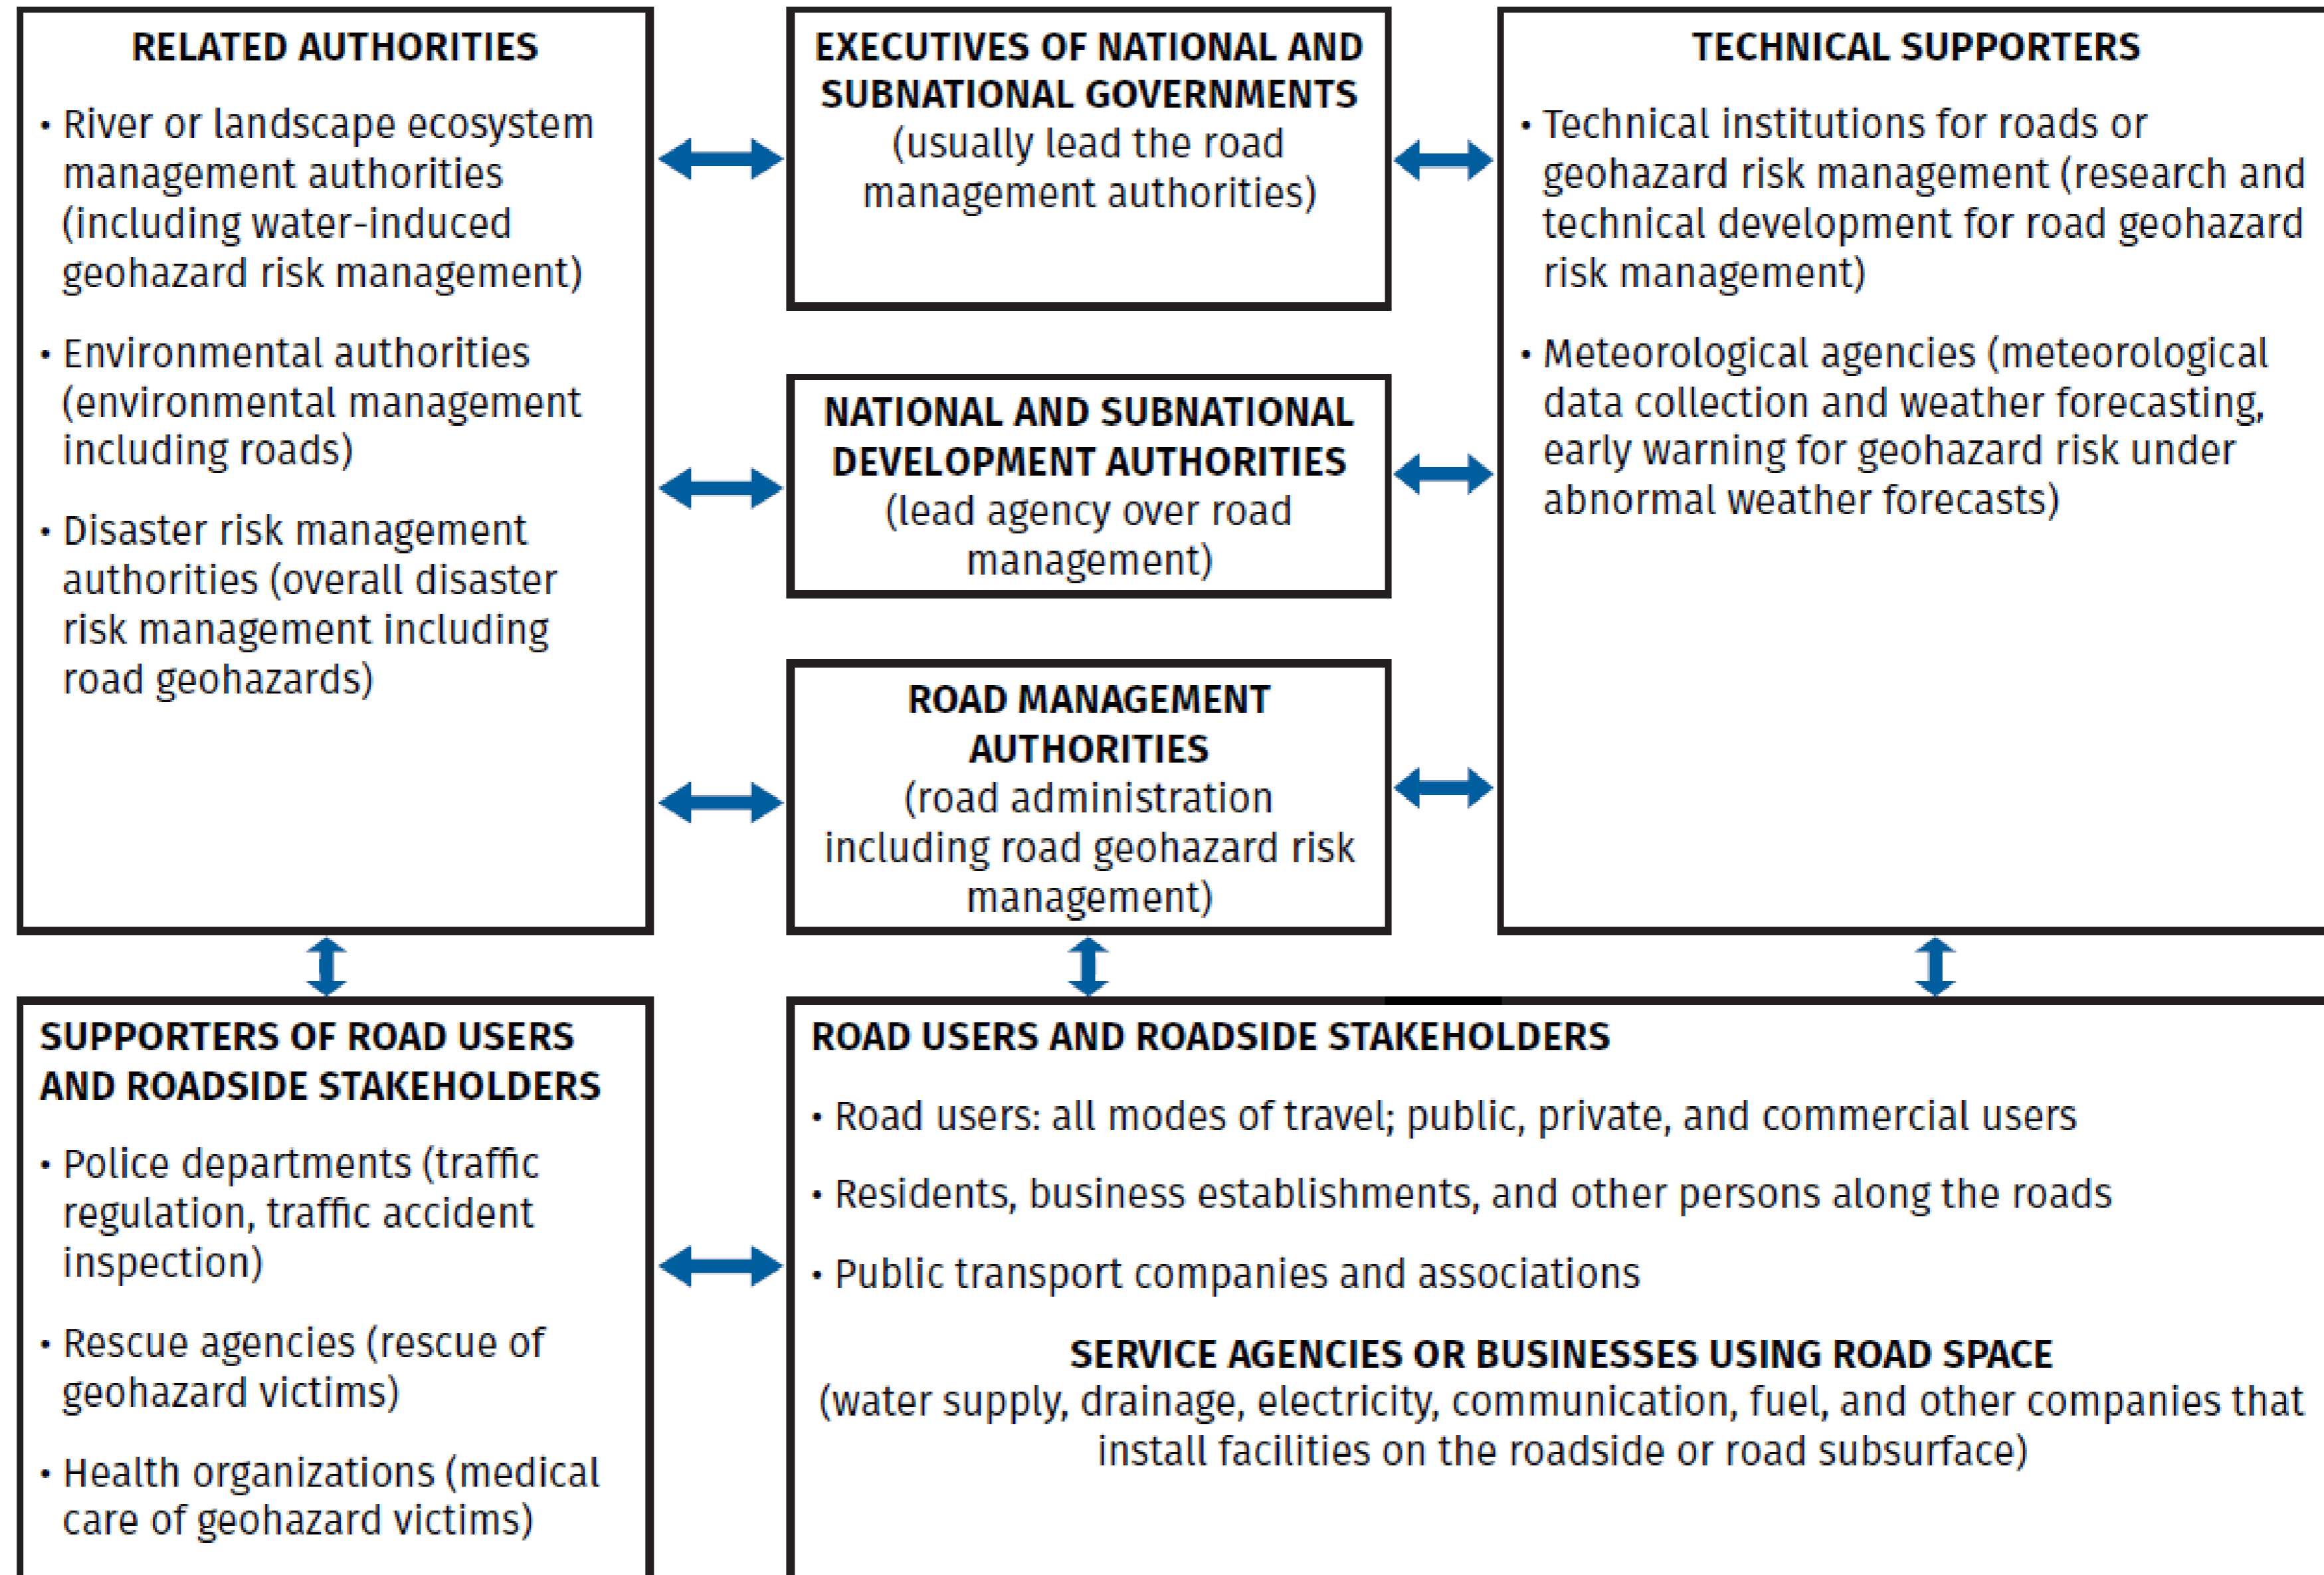 RELATED AUTHORITIES
• River or landscape ecosystem
management authorities
(including water-induced
geohazard risk management)
• Environmental authorities
(environmental management
including roads)
• Disaster risk management
authorities (overall disaster
risk management including
road geohazards)
EXECUTIVES OF NATIONAL AND
SUBNATIONAL GOVERNMENTS
(usually lead the road
management authorities)
NATIONAL AND SUBNATIONAL
DEVELOPMENT AUTHORITIES
(lead agency over road
management)
ROAD MANAGEMENT
AUTHORITIES
(road administration
including road geohazard risk
management)
TECHNICAL SUPPORTERS
• Technical institutions for roads or
geohazard risk management (research and
technical development for road geohazard
risk management)
• Meteorological agencies (meteorological
data collection and weather forecasting,
early warning for geohazard risk under
abnormal weather forecasts)
SUPPORTERS OF ROAD USERS
AND ROADSIDE STAKEHOLDERS
• Police departments (traffic
regulation, traffic accident
inspection)
• Rescue agencies (rescue of
geohazard victims)
• Health organizations (medical
care of geohazard victims)
ROAD USERS AND ROADSIDE STAKEHOLDERS
• Road users: all modes of travel; public, private, and commercial users
• Residents, business establishments, and other persons along the roads
• Public transport companies and associations
SERVICE AGENCIES OR BUSINESSES USING ROAD SPACE
(water supply, drainage, electricity, communication, fuel, and other companies that
install facilities on the roadside or road subsurface)